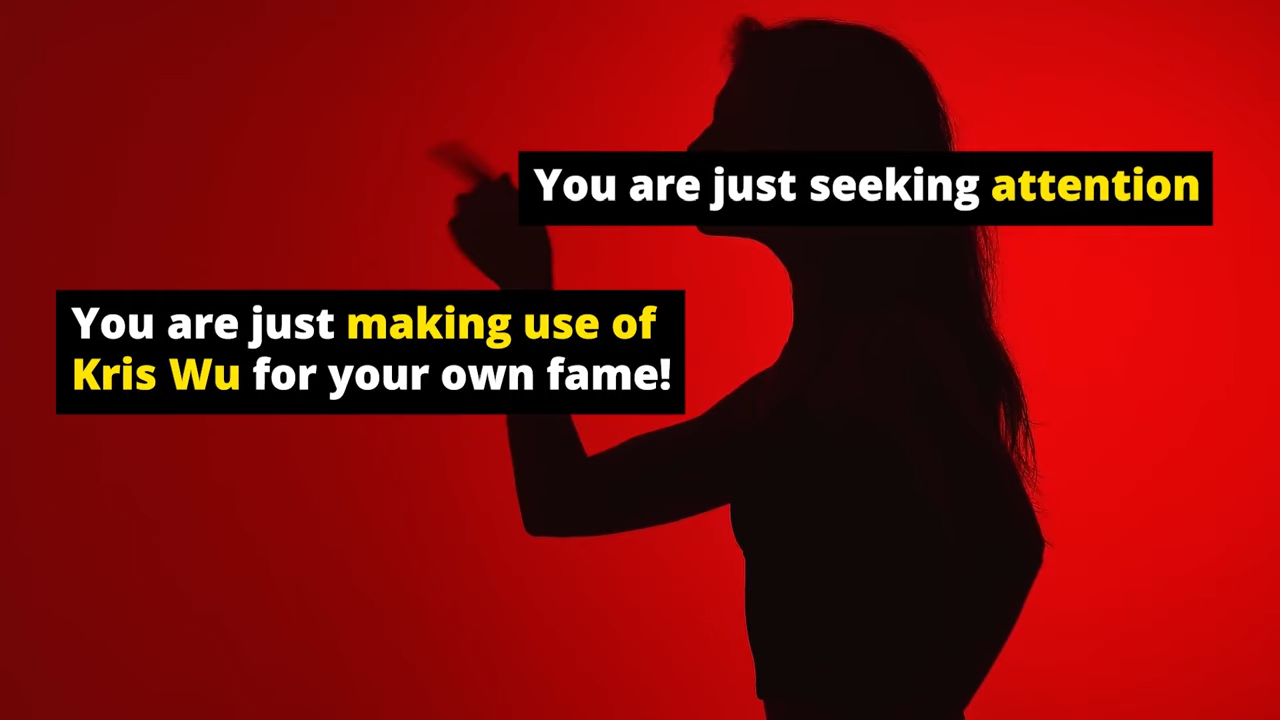 You are just seeking attention
You are just making use of
Kris Wu for your own fame!